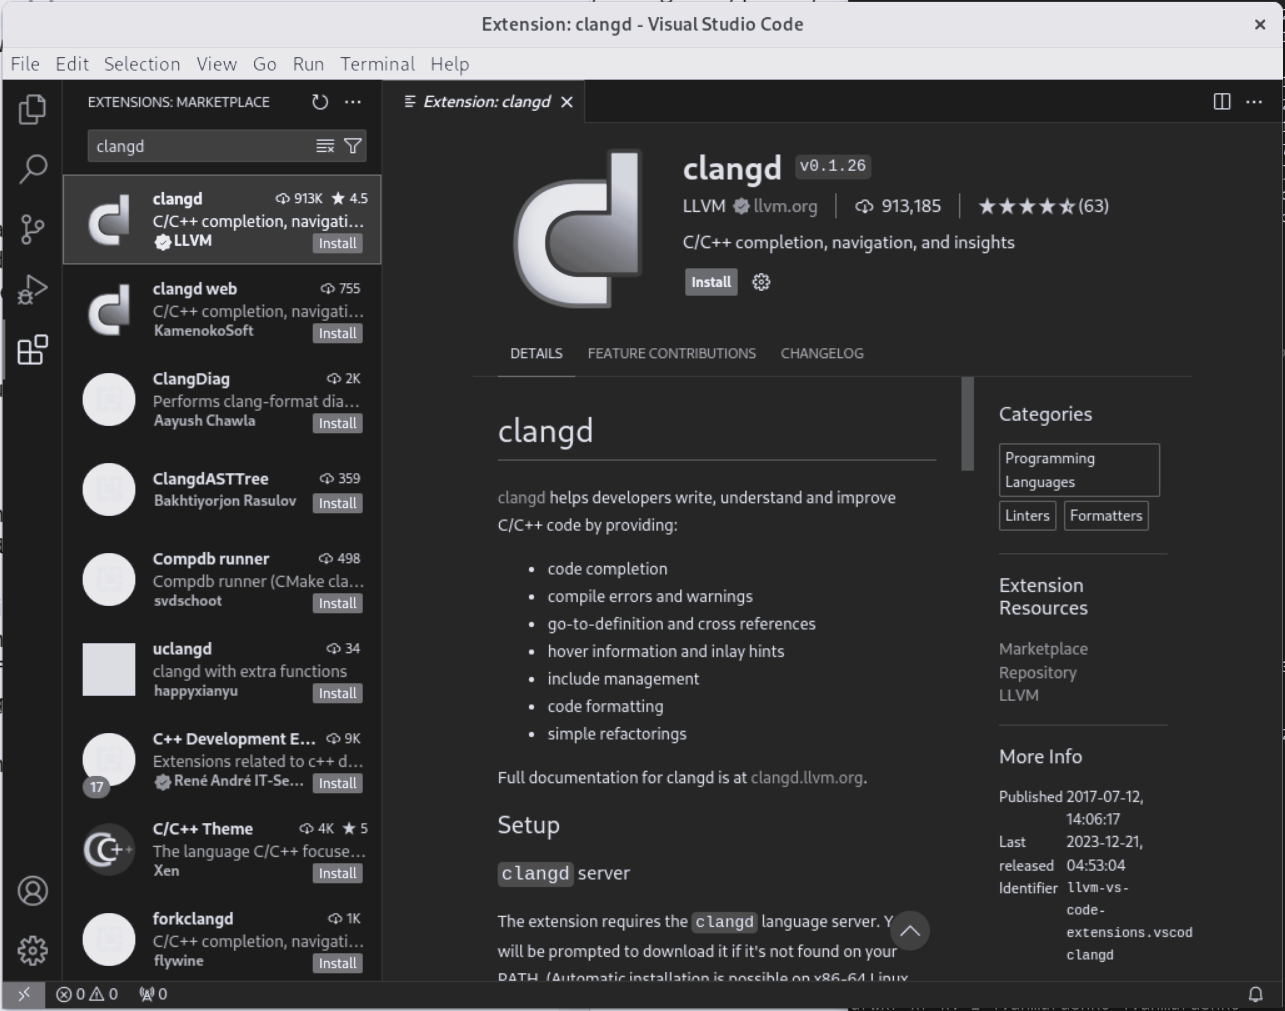 Extension: clangd - Visual Studio Code
File Edit Selection View Go Run Terminal Help
EXTENSIONS: MARKETPLACE
clangd
clangd 913K ★ 4.5
C/C++ completion, navigati...
LLVM Install
clangd web 755
C/C++ completion, navigati...
KamenokoSoft Install
ClangDiag 2K
Performs clang-format dia...
Aayush Chawla Install
ClangdASTTree 359
Bakhtiyorjon Rasulov Install
Compdb runner 498
Compdb runner (CMake cla...
svdschoot Install
uclangd 34
clangd with extra functions
happyxianyu Install
C++ Development E... 9K
Extensions related to c++ d...
17 René André IT-Se... Install
C/C++ Theme 4K ★ 5
The language C/C++ focuse...
Xen Install
forkclangd 1K
C/C++ completion, navigati...
flywine Install
Extension: clangd
clangd v0.1.26
LLVM llvm.org 913,185 (63)
C/C++ completion, navigation, and insights
Install
DETAILS FEATURE CONTRIBUTIONS CHANGELOG
clangd
clangd helps developers write, understand and improve
C/C++ code by providing:
• code completion
• compile errors and warnings
• go-to-definition and cross references
• hover information and inlay hints
• include management
• code formatting
• simple refactorings
Full documentation for clangd is at clangd.llvm.org.
Setup
clangd server
The extension requires the clangd language server. Y
will be prompted to download it if it's not found on your
PATH. (Automatic installation is possible on x86-64 Linux
Categories
Programming
Languages
Linters Formatters
Extension
Resources
Marketplace
Repository
LLVM
More Info
Published 2017-07-12,
14:06:17
Last 2023-12-21,
released 04:53:04
Identifier llvm-vs-
code-
extensions.vscod
clangd
0 0 0